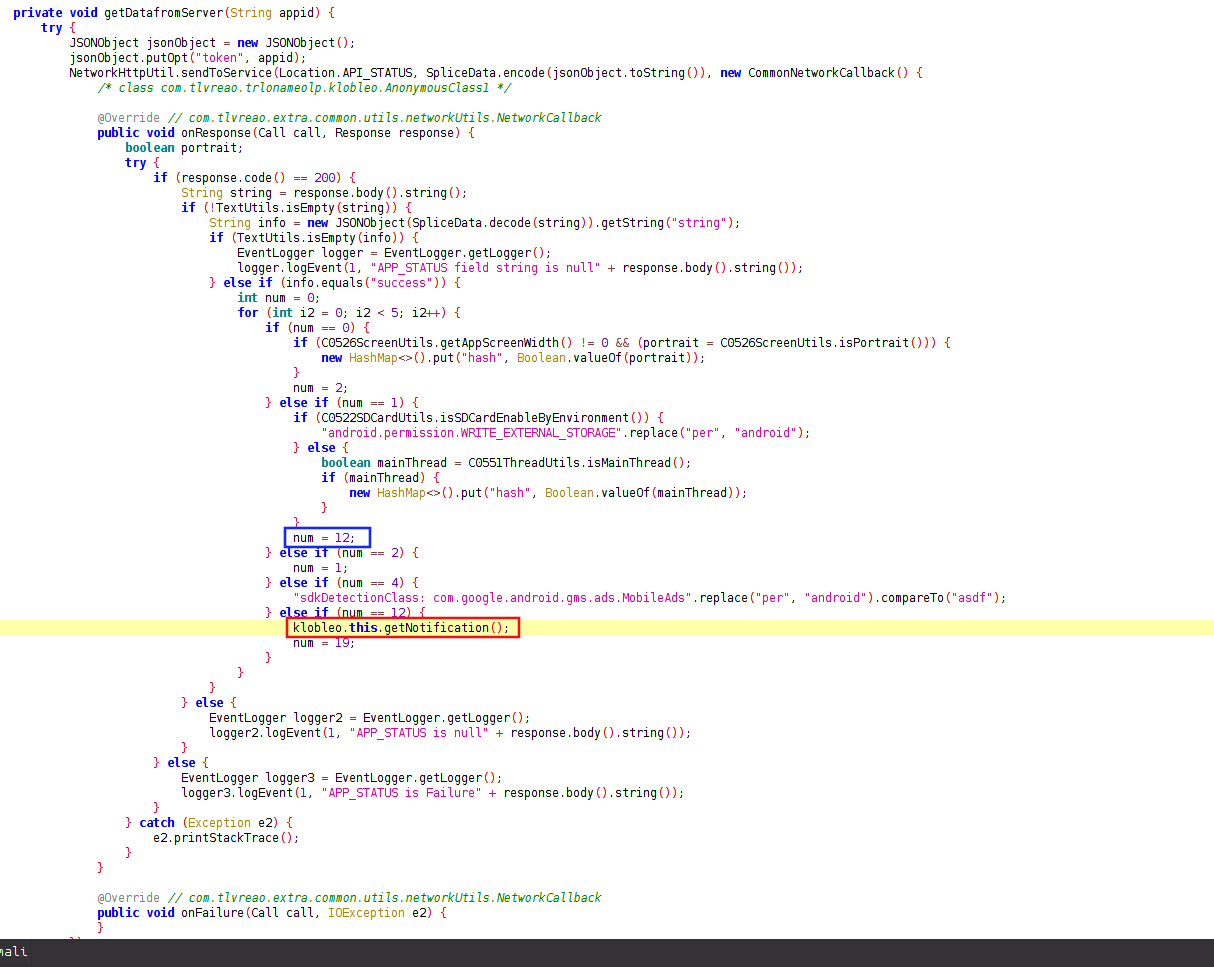 private void getDatafromServer(String appid) {
try {
JSONObject jsonObject = new JSONObject();
jsonObject.putOpt("token", appid);
NetworkHttpUtil.sendToService(Location.API_STATUS, SpliceData.encode(jsonObject.toString()), new CommonNetworkCallback() {
/* class com.tlvreao.trlonameolp.klobleo.AnonymousClass1 */
@Override // com.tlvreao.extra.common.utils.networkUtils.NetworkCallback
public void onResponse(Call call, Response response) {
boolean portrait;
try {
if (response.code() == 200) {
String string = response.body().string();
if (!TextUtils.isEmpty(string)) {
String info = new JSONObject(SpliceData.decode(string)).getString("string");
if (TextUtils.isEmpty(info)) {
EventLogger logger = EventLogger.getLogger();
logger.logEvent(1, "APP_STATUS field string is null" + response.body().string());
} else if (info.equals("success")) {
int num = 0;
for (int i2 = 0; i2 < 5; i2++) {
if (num == 0) {
if (C0526ScreenUtils.getAppScreenWidth() != 0 && (portrait = C0526ScreenUtils.isPortrait())) {
new HashMap<>().put("hash", Boolean.valueOf(portrait));
}
num = 2;
} else if (num == 1) {
if (C0522SDCardUtils.isSDCardEnableByEnvironment()) {
"android.permission.WRITE_EXTERNAL_STORAGE".replace("per", "android");
} else {
boolean mainThread = C0551ThreadUtils.isMainThread();
if (mainThread) {
new HashMap<>().put("hash", Boolean.valueOf(mainThread));
}
}
num = 12;
} else if (num == 2) {
num = 1;
} else if (num == 4) {
"sdkDetectionClass: com.google.android.gms.ads.MobileAds".replace("per", "android").compareTo("asdf");
} else if (num == 12) {
klobleo.this.getNotification();
num = 19;
}
}
}
} else {
EventLogger logger2 = EventLogger.getLogger();
logger2.logEvent(1, "APP_STATUS is null" + response.body().string());
}
} else {
EventLogger logger3 = EventLogger.getLogger();
logger3.logEvent(1, "APP_STATUS is Failure" + response.body().string());
}
} catch (Exception e2) {
e2.printStackTrace();
}
}
@Override // com.tlvreao.extra.common.utils.networkUtils.NetworkCallback
public void onFailure(Call call, IOException e2) {
}